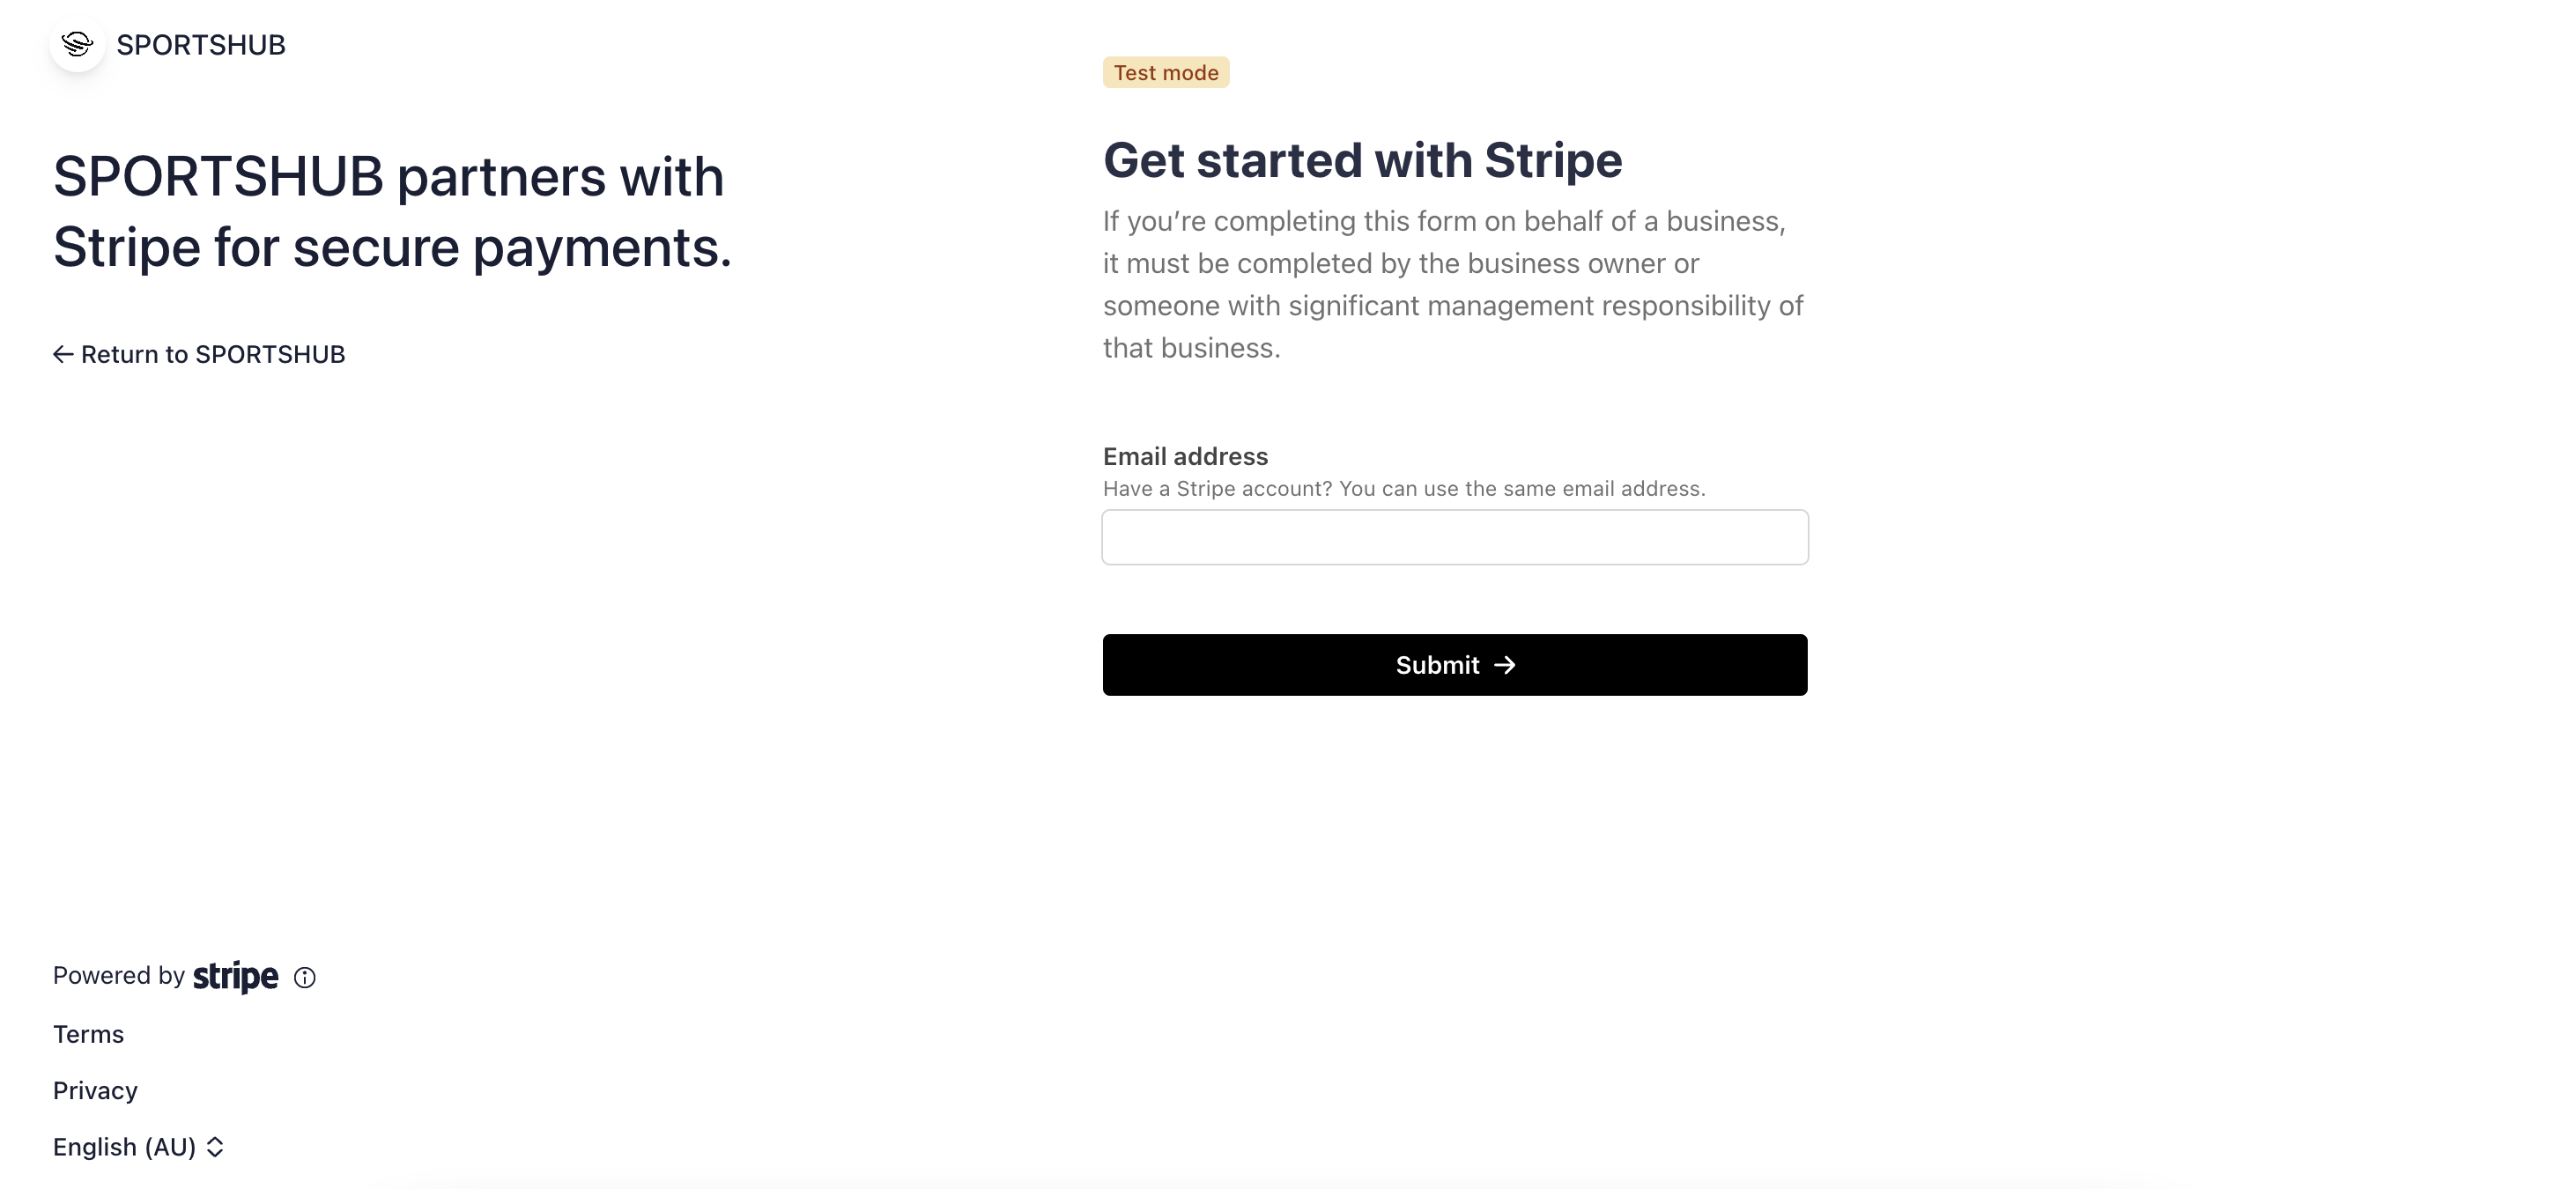 SPORTSHUB
SPORTSHUB partners with
Stripe for secure payments.
← Return to SPORTSHUB
Test mode
Get started with Stripe
If you’re completing this form on behalf of a business,
it must be completed by the business owner or
someone with significant management responsibility of
that business.
Email address
Have a Stripe account? You can use the same email address.
Submit →
Powered by stripe
Terms
Privacy
English (AU)